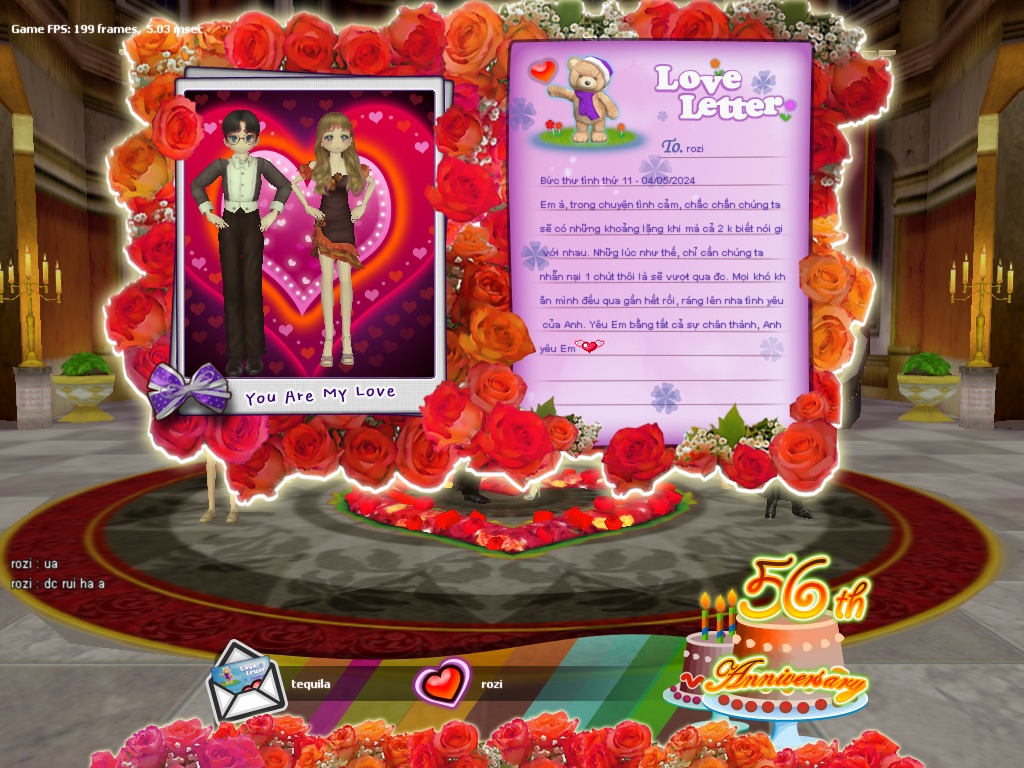 Game FPS: 199 frames, 5.03 msec
Love
Letter
To. rozi
Bức thư tình thứ 11 - 04/05/2024
Em à, trong chuyện tình cảm, chắc chắn chúng ta
sẽ có những khoảng lặng khi mà cả 2 k biết nói gì
với nhau. Những lúc như thế, chỉ cần chúng ta
nhẫn nại 1 chút thôi là sẽ vượt qua đc. Mọi khó kh
ăn mình đều qua gần hết rồi, ráng lên nha tình yêu
của Anh. Yêu Em bằng tất cả sự chân thành, Anh
yêu Em
You Are My Love
rozi : ua
rozi : dc rui ha a
56th
Anniversary
Love
Letter
tequila
rozi